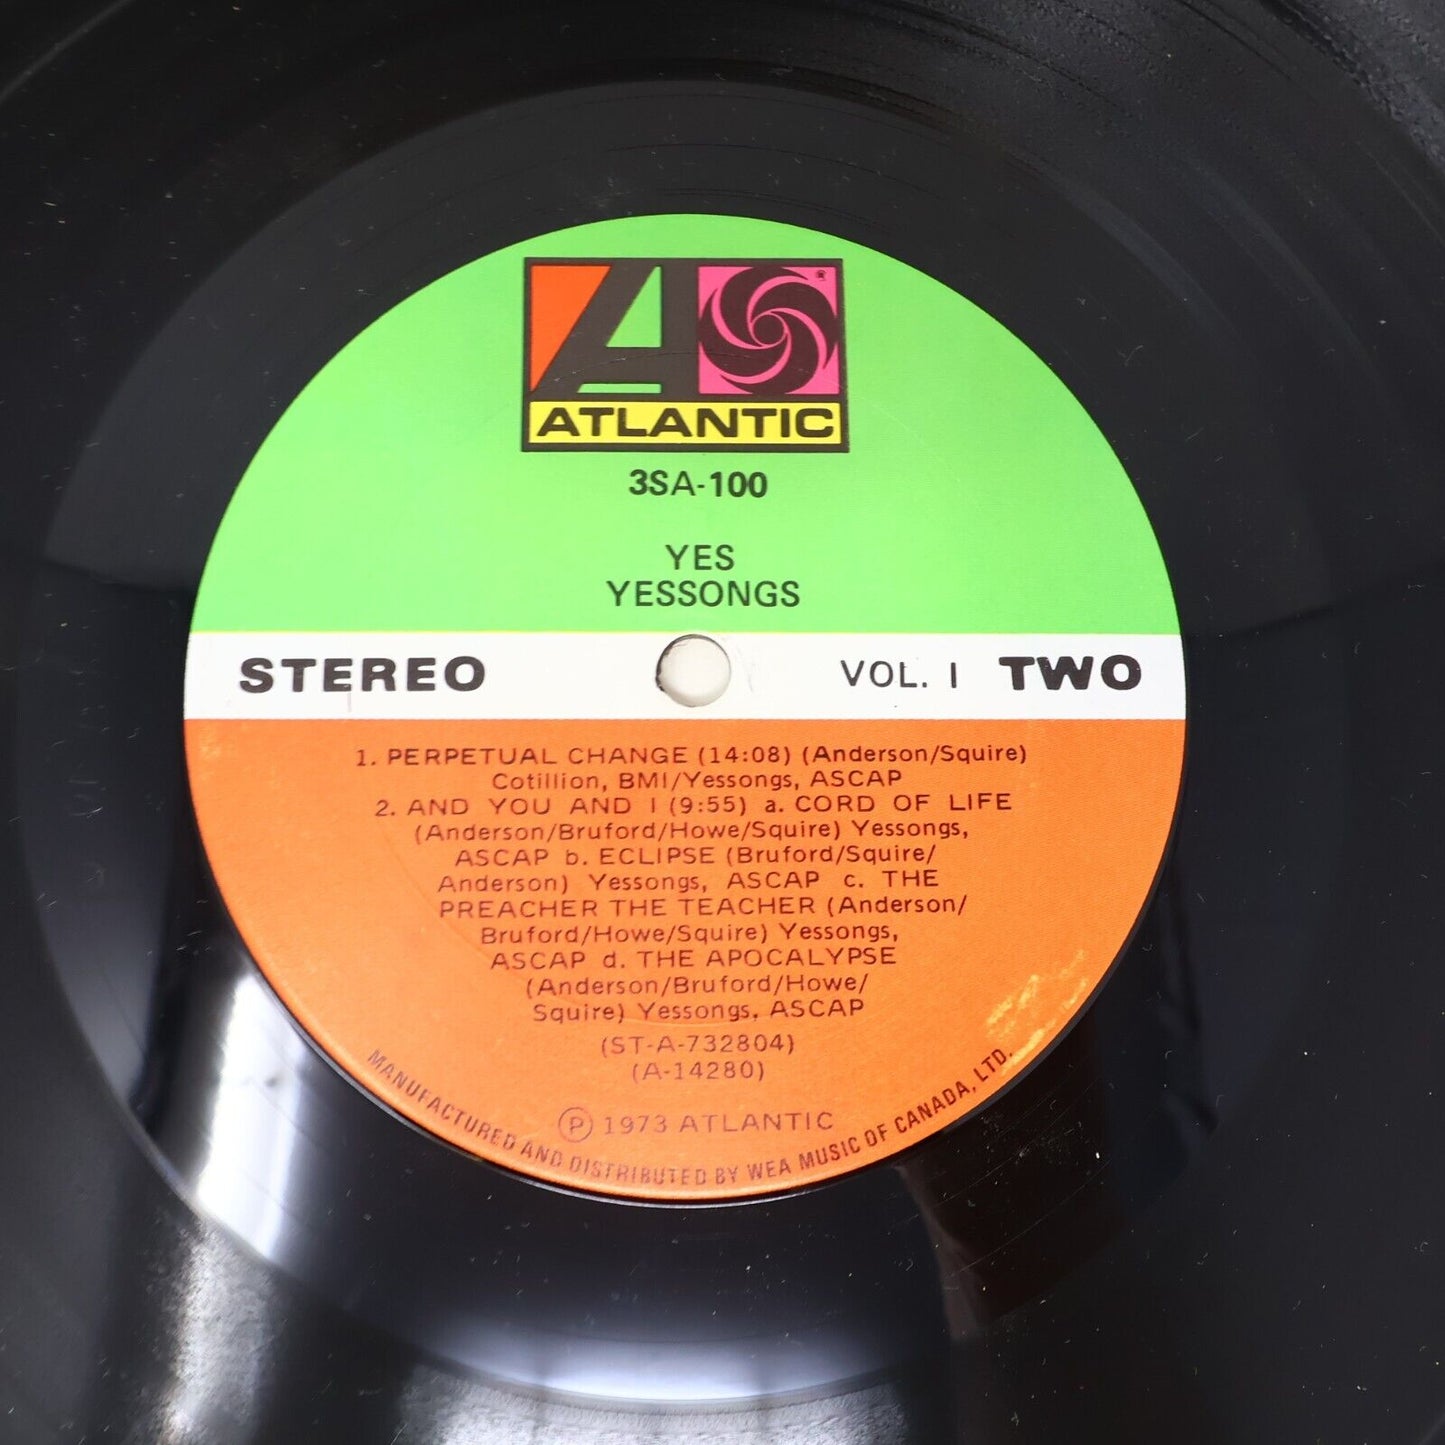 ®
ATLANTIC
3SA-100
YES
YESSONGS
STEREO VOL. I TWO
1. PERPETUAL CHANGE (14:08) (Anderson/Squire)
Cotillion, BMI/Yessongs, ASCAP
2. AND YOU AND I (9:55) a. CORD OF LIFE
(Anderson/Bruford/Howe/Squire) Yessongs,
ASCAP b. ECLIPSE (Bruford/Squire/
Anderson) Yessongs, ASCAP c. THE
PREACHER THE TEACHER (Anderson/
Bruford/Howe/Squire) Yessongs,
ASCAP d. THE APOCALYPSE
(Anderson/Bruford/Howe/
Squire) Yessongs, ASCAP
(ST-A-732804)
(A-14280)
Ⓟ 1973 ATLANTIC
MANUFACTURED AND DISTRIBUTED BY WEA MUSIC OF CANADA, LTD.